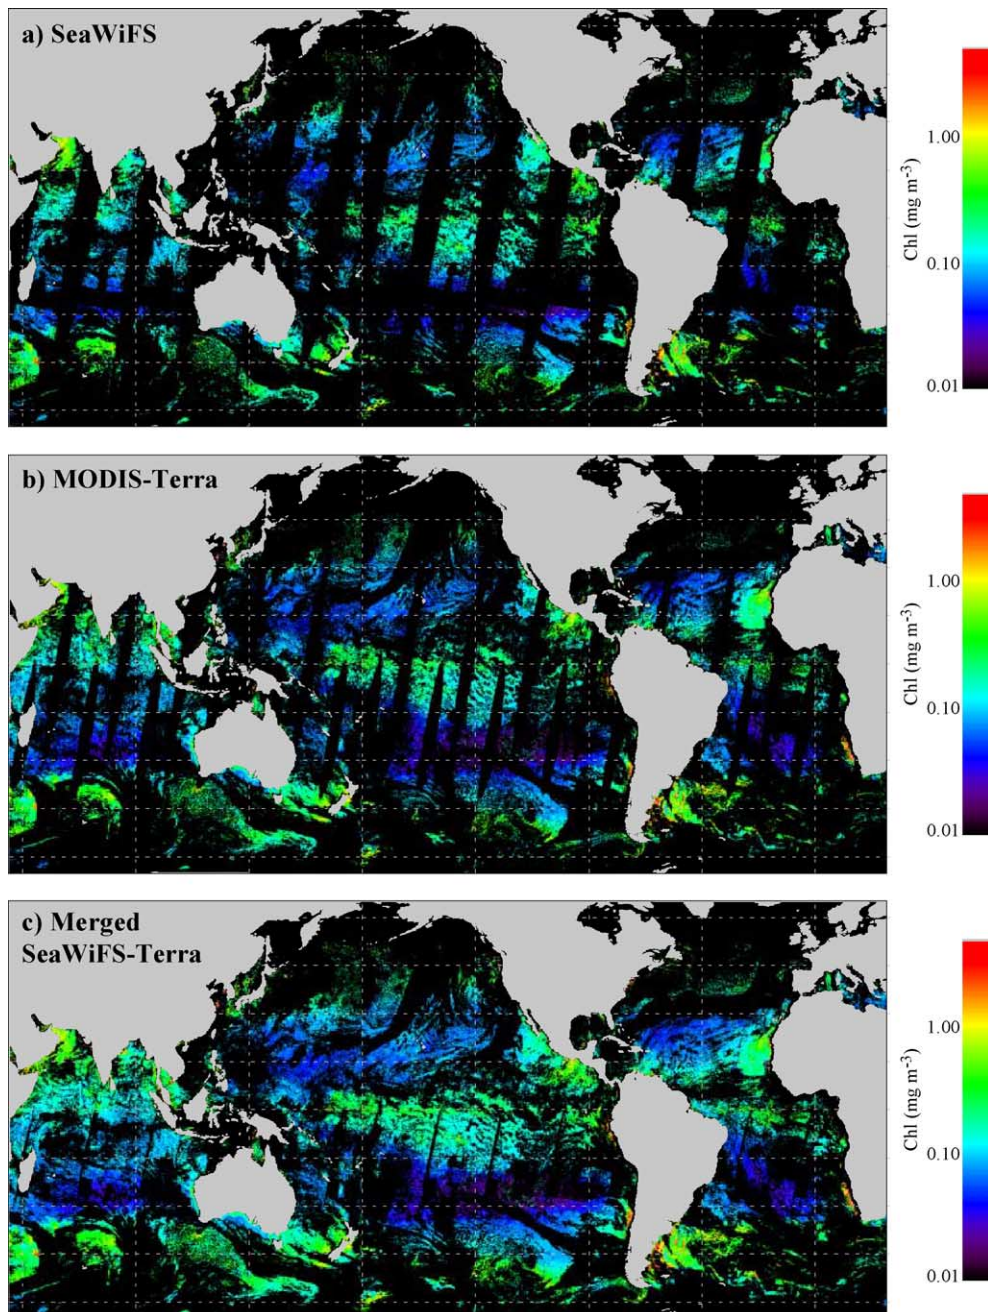 a) SeaWiFS
1.00
0.10
0.01
Chl (mg m⁻³)
b) MODIS-Terra
1.00
0.10
0.01
Chl (mg m⁻³)
c) Merged
SeaWiFS-Terra
1.00
0.10
0.01
Chl (mg m⁻³)